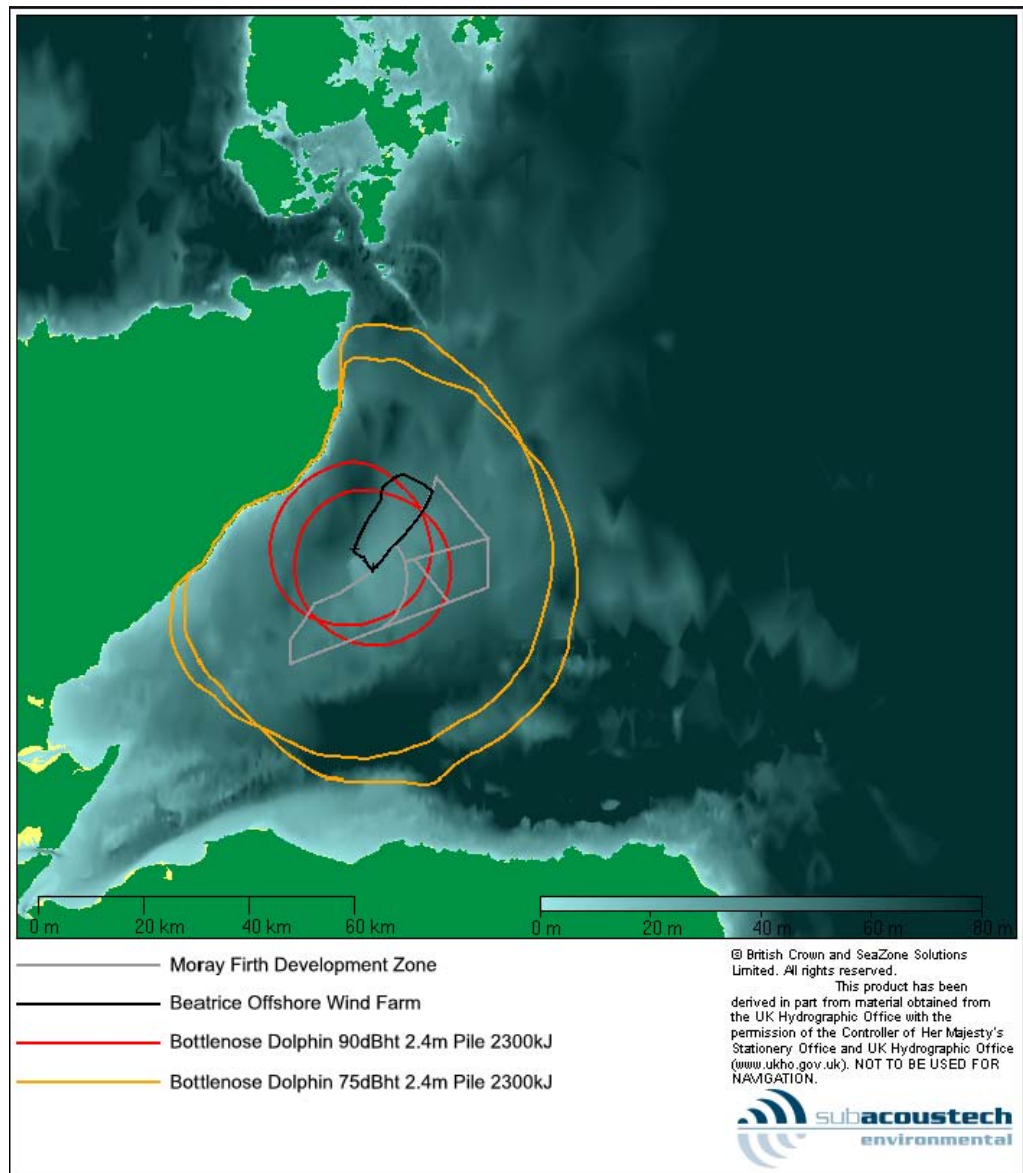 0 m 20 km 40 km 60 km
0 m 20 m 40 m 60 m 80 m
Moray Firth Development Zone
Beatrice Offshore Wind Farm
Bottlenose Dolphin 90dBht 2.4m Pile 2300kJ
Bottlenose Dolphin 75dBht 2.4m Pile 2300kJ
© British Crown and SeaZone Solutions
Limited. All rights reserved.
This product has been
derived in part from material obtained from
the UK Hydrographic Office with the
permission of the Controller of Her Majesty's
Stationery Office and UK Hydrographic Office
(www.ukho.gov.uk). NOT TO BE USED FOR
NAVIGATION.
subacoustech
environmental